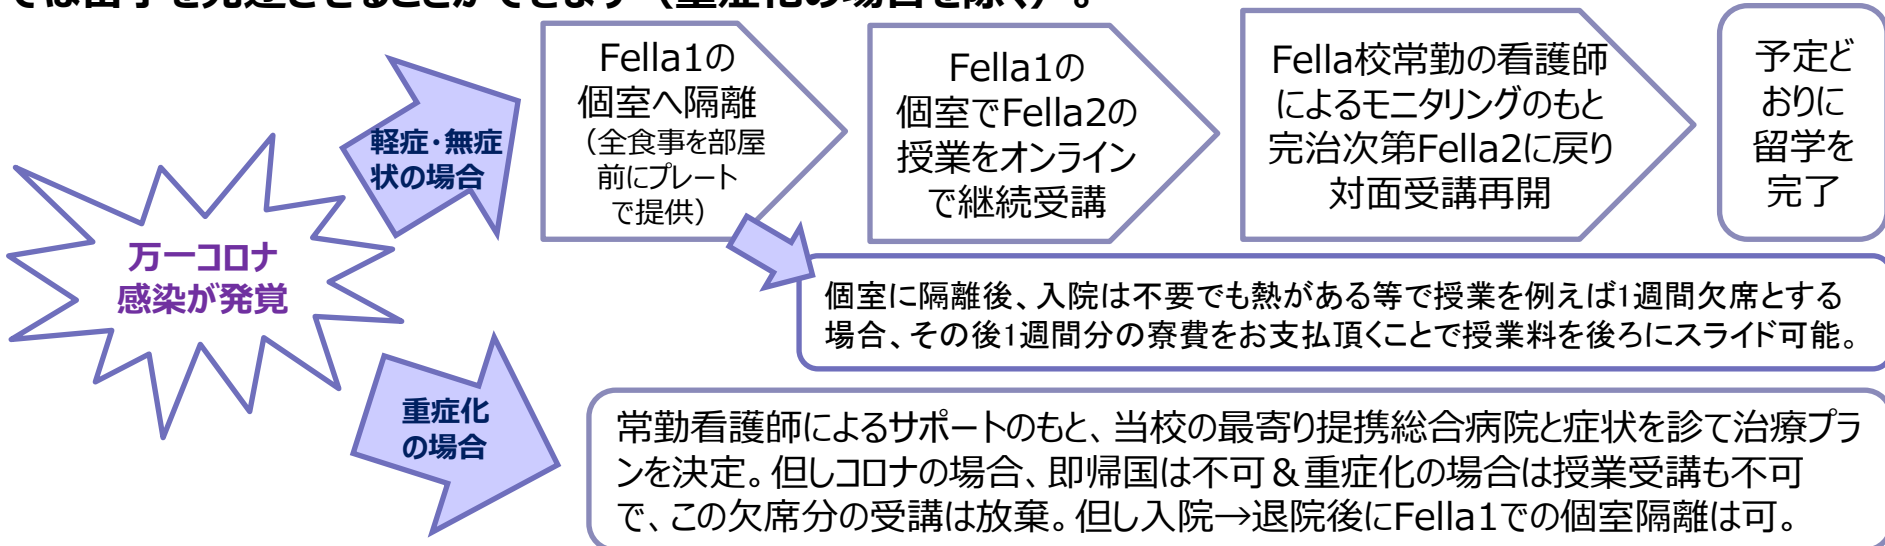 では留学を完遂させることができます（重症化の場合を除く）。
万一コロナ
感染が発覚
軽症・無症
状の場合
Fella1の
個室へ隔離
（全食事を部屋
前にプレート
で提供）
Fella1の
個室でFella2の
授業をオンライン
で継続受講
Fella校常勤の看護師
によるモニタリングのもと
完治次第Fella2に戻り
対面受講再開
予定ど
おりに
留学を
完了
個室に隔離後、入院は不要でも熱がある等で授業を例えば1週間欠席とする
場合、その後1週間分の寮費をお支払頂くことで授業料を後ろにスライド可能。
重症化
の場合
常勤看護師によるサポートのもと、当校の最寄り提携総合病院と症状を診て治療プラ
ンを決定。但しコロナの場合、即帰国は不可＆重症化の場合は授業受講も不可
で、この欠席分の受講は放棄。但し入院→退院後にFella1での個室隔離は可。